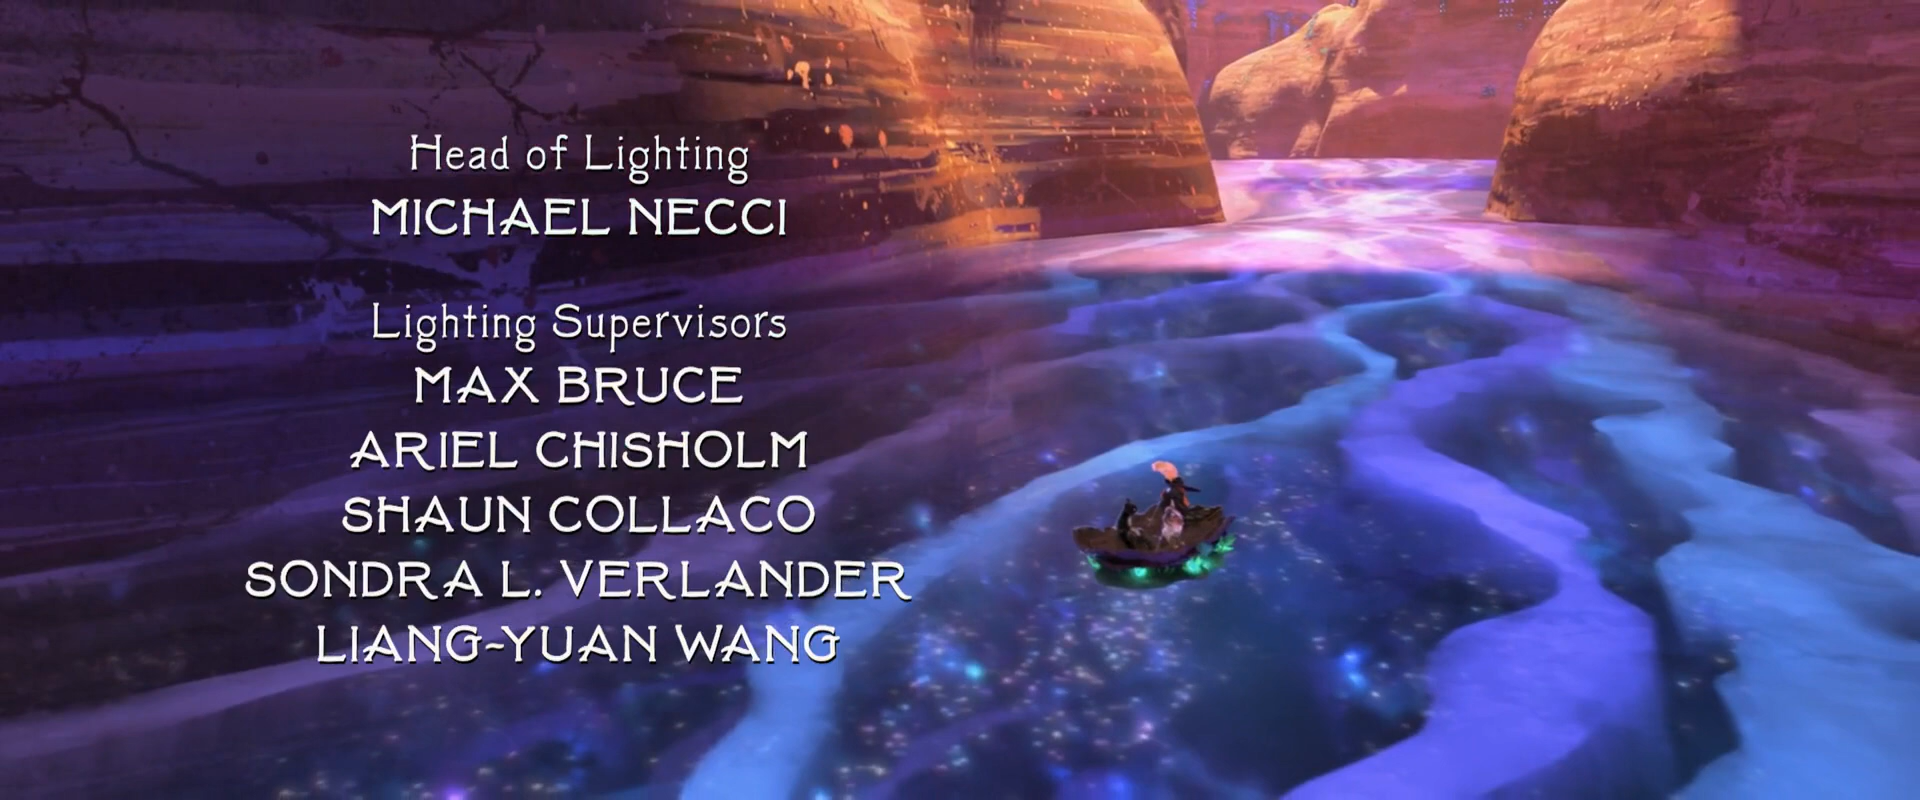 Head of Lighting
MICHAEL NECCI
Lighting Supervisors
MAX BRUCE
ARIEL CHISHOLM
SHAUN COLLACO
SONDRA L. VERLANDER
LIANG-YUAN WANG